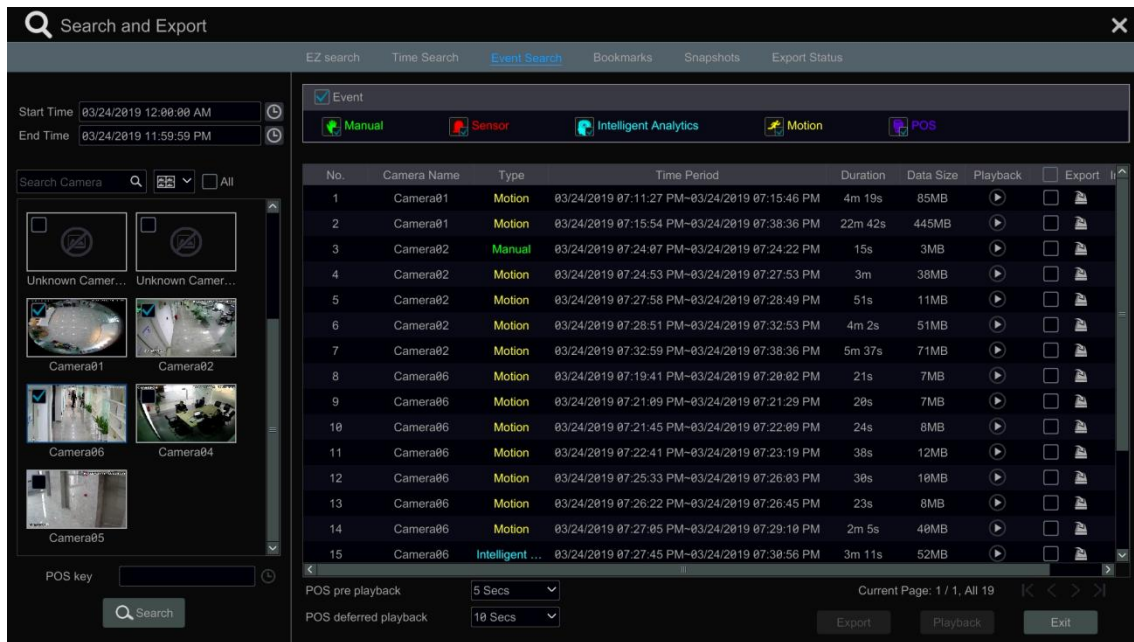 Search and Export
EZ search Time Search Event Search Bookmarks Snapshots Export Status
Start Time 03/24/2019 12:00:00 AM
End Time 03/24/2019 11:59:59 PM
Search Camera All
Unknown Camer... Unknown Camer...
Camera01 Camera02
Camera06 Camera04
Camera05
POS key
Search
Event
Manual Sensor Intelligent Analytics Motion POS
No. Camera Name Type Time Period Duration Data Size Playback Export
1 Camera01 Motion 03/24/2019 07:11:27 PM~03/24/2019 07:15:46 PM 4m 19s 85MB
2 Camera01 Motion 03/24/2019 07:15:54 PM~03/24/2019 07:38:36 PM 22m 42s 445MB
3 Camera02 Manual 03/24/2019 07:24:07 PM~03/24/2019 07:24:22 PM 15s 3MB
4 Camera02 Motion 03/24/2019 07:24:53 PM~03/24/2019 07:27:53 PM 3m 38MB
5 Camera02 Motion 03/24/2019 07:27:58 PM~03/24/2019 07:28:49 PM 51s 11MB
6 Camera02 Motion 03/24/2019 07:28:51 PM~03/24/2019 07:32:53 PM 4m 2s 51MB
7 Camera02 Motion 03/24/2019 07:32:59 PM~03/24/2019 07:38:36 PM 5m 37s 71MB
8 Camera06 Motion 03/24/2019 07:19:41 PM~03/24/2019 07:20:02 PM 21s 7MB
9 Camera06 Motion 03/24/2019 07:21:09 PM~03/24/2019 07:21:29 PM 20s 7MB
10 Camera06 Motion 03/24/2019 07:21:45 PM~03/24/2019 07:22:09 PM 24s 8MB
11 Camera06 Motion 03/24/2019 07:22:41 PM~03/24/2019 07:23:19 PM 38s 12MB
12 Camera06 Motion 03/24/2019 07:25:33 PM~03/24/2019 07:26:03 PM 30s 10MB
13 Camera06 Motion 03/24/2019 07:26:22 PM~03/24/2019 07:26:45 PM 23s 8MB
14 Camera06 Motion 03/24/2019 07:27:05 PM~03/24/2019 07:29:10 PM 2m 5s 40MB
15 Camera06 Intelligent ... 03/24/2019 07:27:45 PM~03/24/2019 07:30:56 PM 3m 11s 52MB
POS pre playback 5 Secs Current Page: 1 / 1, All 19
POS deferred playback 10 Secs Export Playback Exit